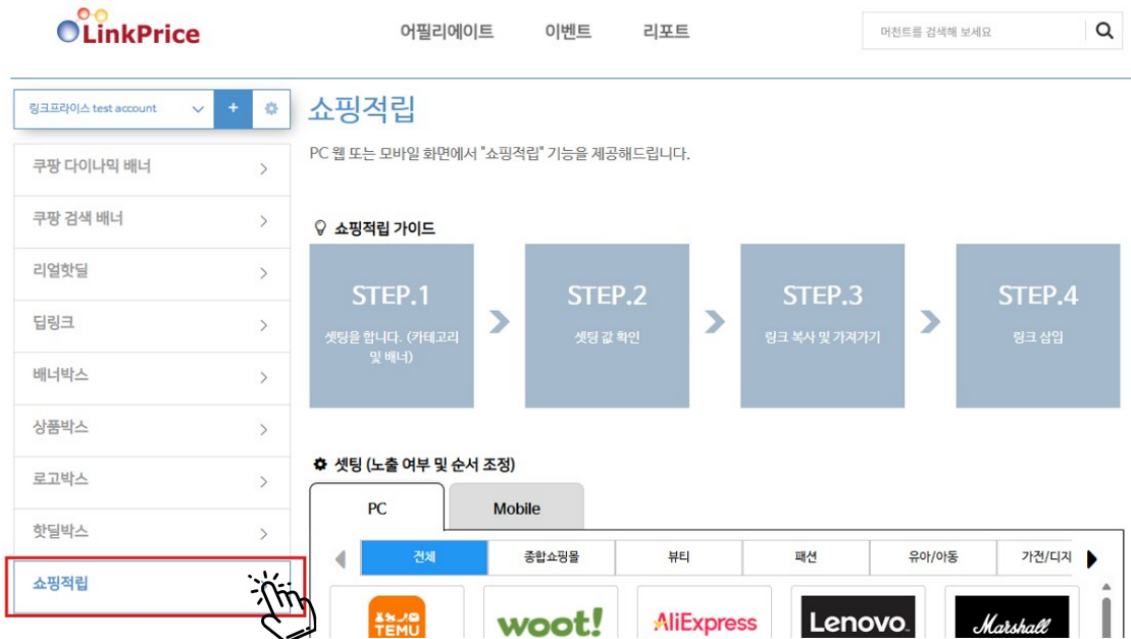 LinkPrice
어필리에이트
이벤트
리포트
머천트를 검색해 보세요
링크프라이스 test account
+
쿠팡 다이나믹 배너
쿠팡 검색 배너
리얼핫딜
딥링크
배너박스
상품박스
로고박스
핫딜박스
쇼핑적립
쇼핑적립
PC 웹 또는 모바일 화면에서 "쇼핑적립" 기능을 제공해드립니다.
쇼핑적립 가이드
STEP.1
셋팅을 합니다. (카테고리
및 배너)
STEP.2
셋팅 값 확인
STEP.3
링크 복사 및 가져가기
STEP.4
링크 삽입
셋팅 (노출 여부 및 순서 조정)
PC
Mobile
전체
종합쇼핑몰
뷰티
패션
유아/아동
가전/디지
TEMU
woot!
AliExpress
Lenovo.
Marshall